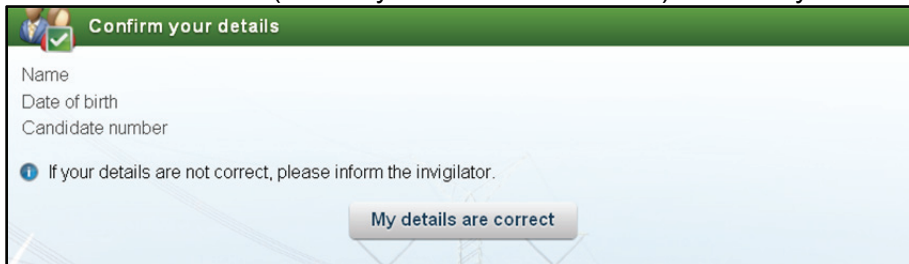 Confirm your details
Name
Date of birth
Candidate number
If your details are not correct, please inform the invigilator.
My details are correct